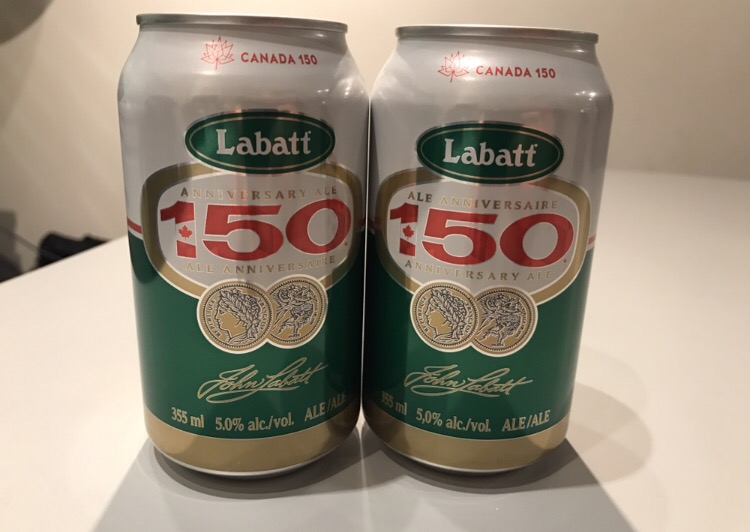 CANADA 150
Labatt
ANNIVERSARY ALE
150
ALE ANNIVERSAIRE
John Labatt
355 ml 5.0% alc./vol. ALE/ALE
CANADA 150
Labatt
ALE ANNIVERSAIRE
150
ANNIVERSARY ALE
John Labatt
355 ml 5,0% alc./vol. ALE/ALE